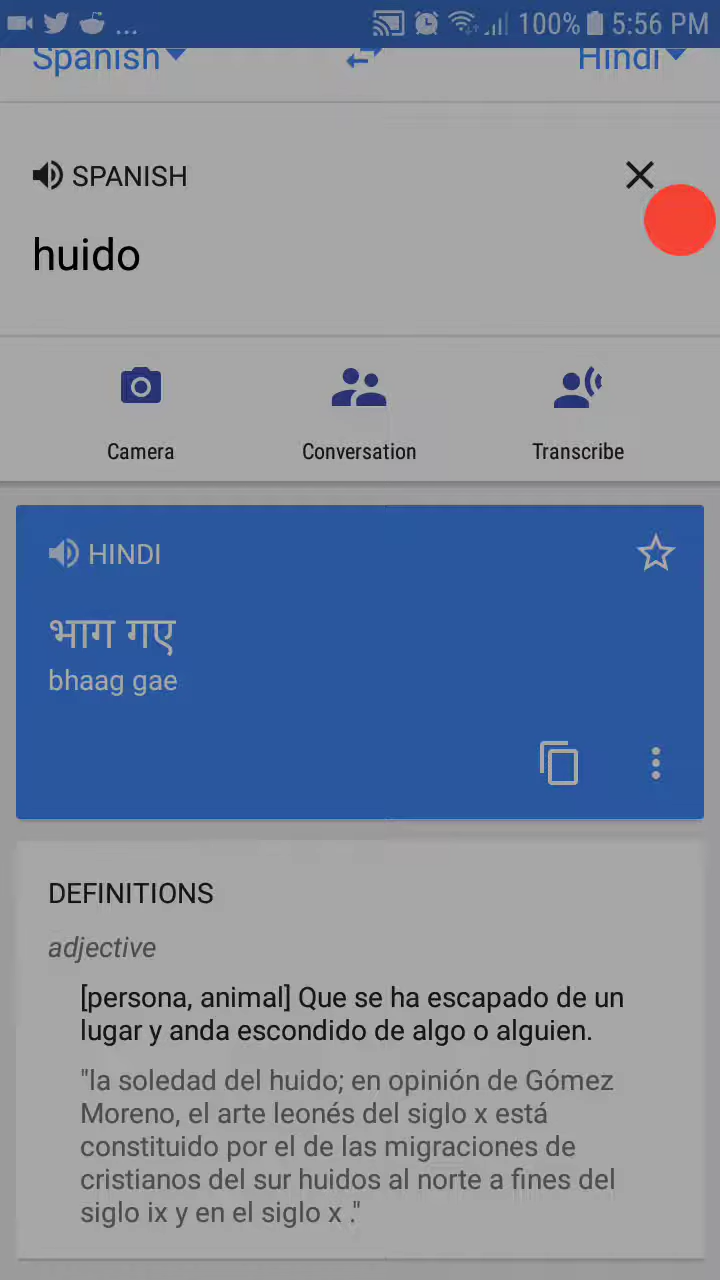 ... 100% 5:56 PM
Spanish Hindi
SPANISH
huido
Camera Conversation Transcribe
HINDI
भाग गए
bhaag gae
DEFINITIONS
adjective
[persona, animal] Que se ha escapado de un
lugar y anda escondido de algo o alguien.
"la soledad del huido; en opinión de Gómez
Moreno, el arte leonés del siglo x está
constituido por el de las migraciones de
cristianos del sur huidos al norte a fines del
siglo ix y en el siglo x ."